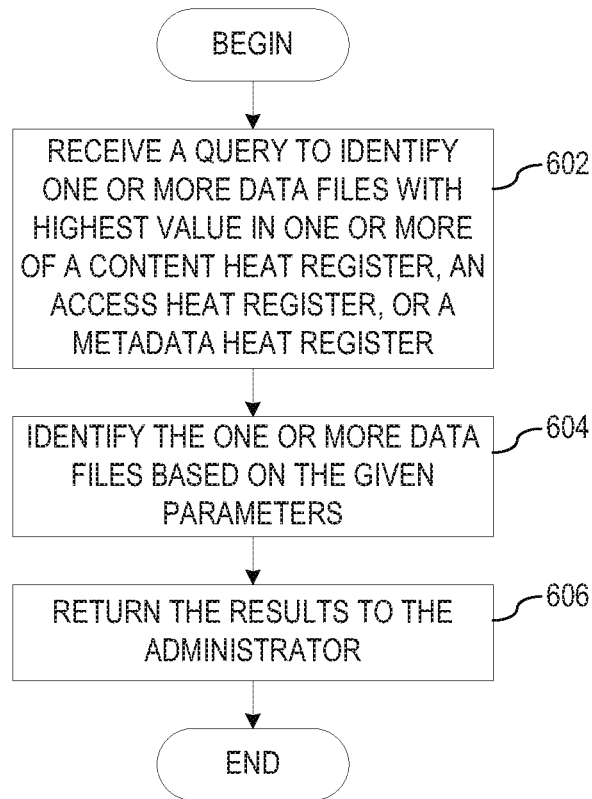 BEGIN
RECEIVE A QUERY TO IDENTIFY
ONE OR MORE DATA FILES WITH
HIGHEST VALUE IN ONE OR MORE
OF A CONTENT HEAT REGISTER, AN
ACCESS HEAT REGISTER, OR A
METADATA HEAT REGISTER
602
IDENTIFY THE ONE OR MORE DATA
FILES BASED ON THE GIVEN
PARAMETERS
604
RETURN THE RESULTS TO THE
ADMINISTRATOR
606
END